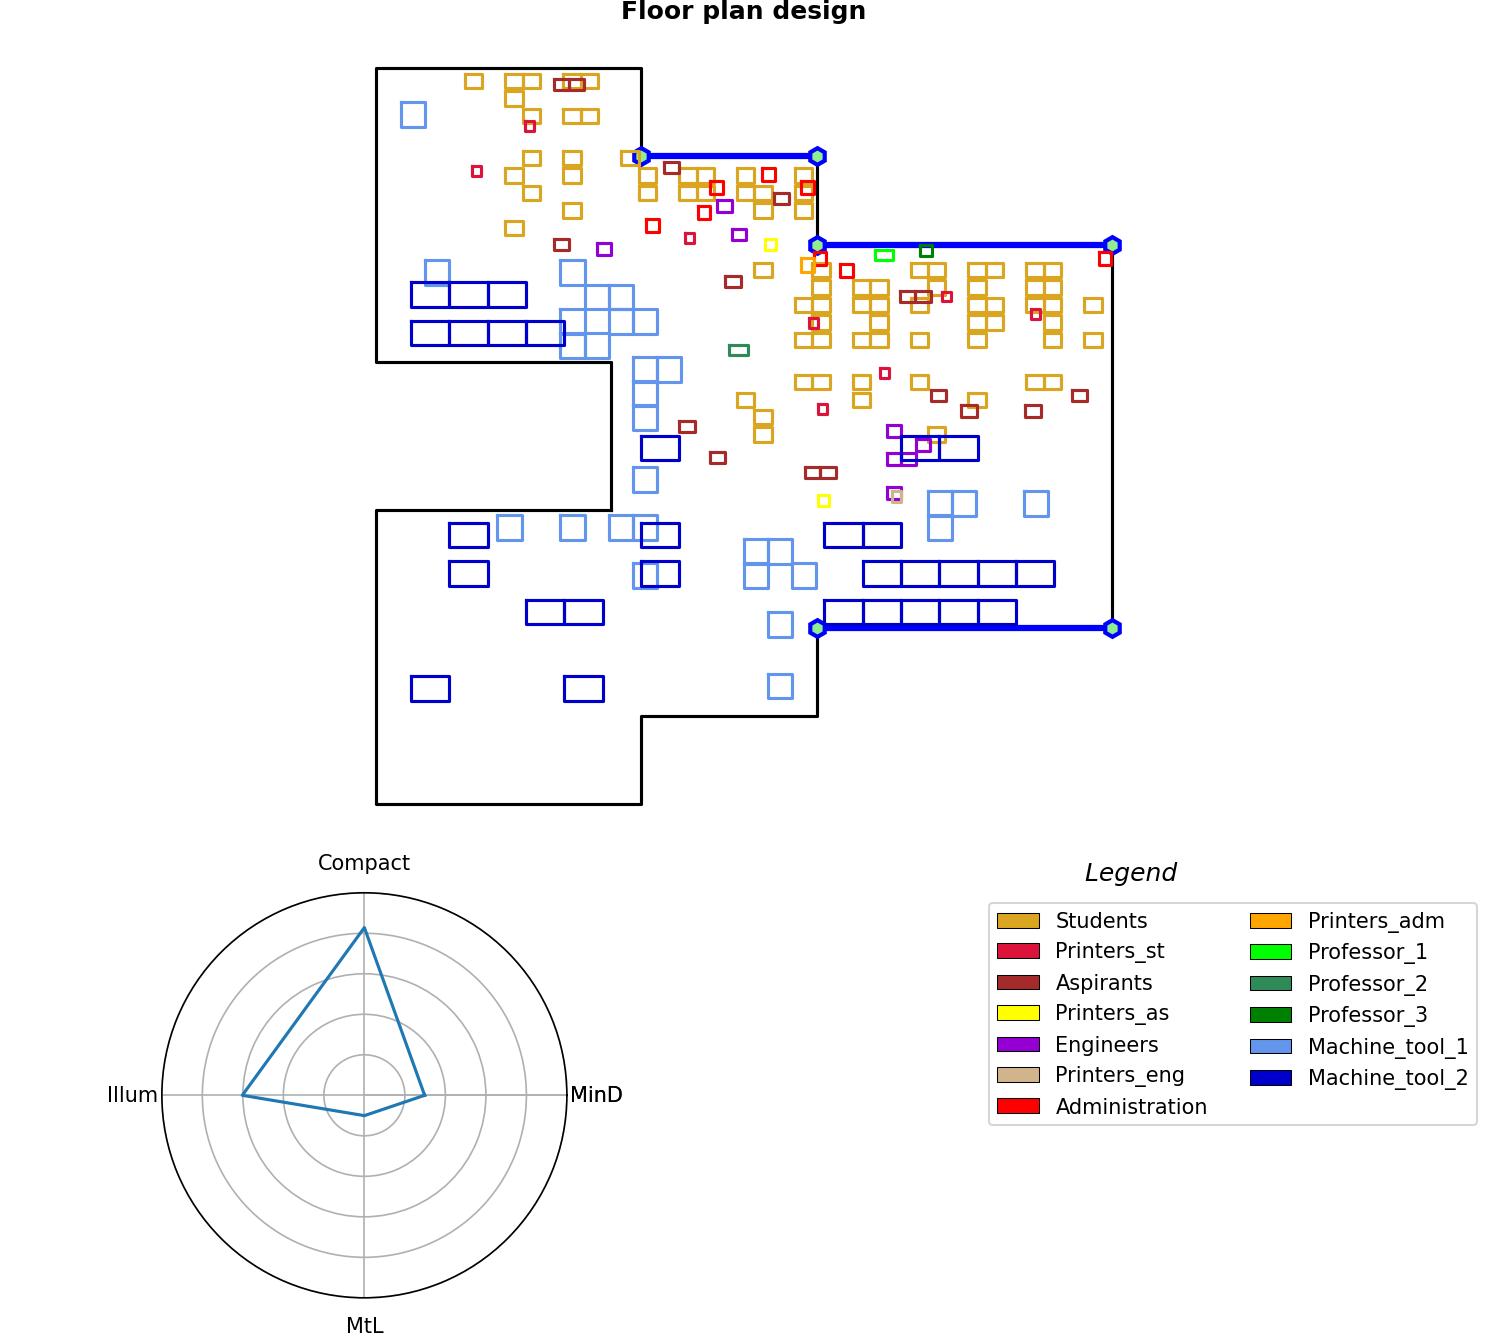 Floor plan design
Compact
Illum
MinD
MtL
Legend
Students
Printers_st
Aspirants
Printers_as
Engineers
Printers_eng
Administration
Printers_adm
Professor_1
Professor_2
Professor_3
Machine_tool_1
Machine_tool_2